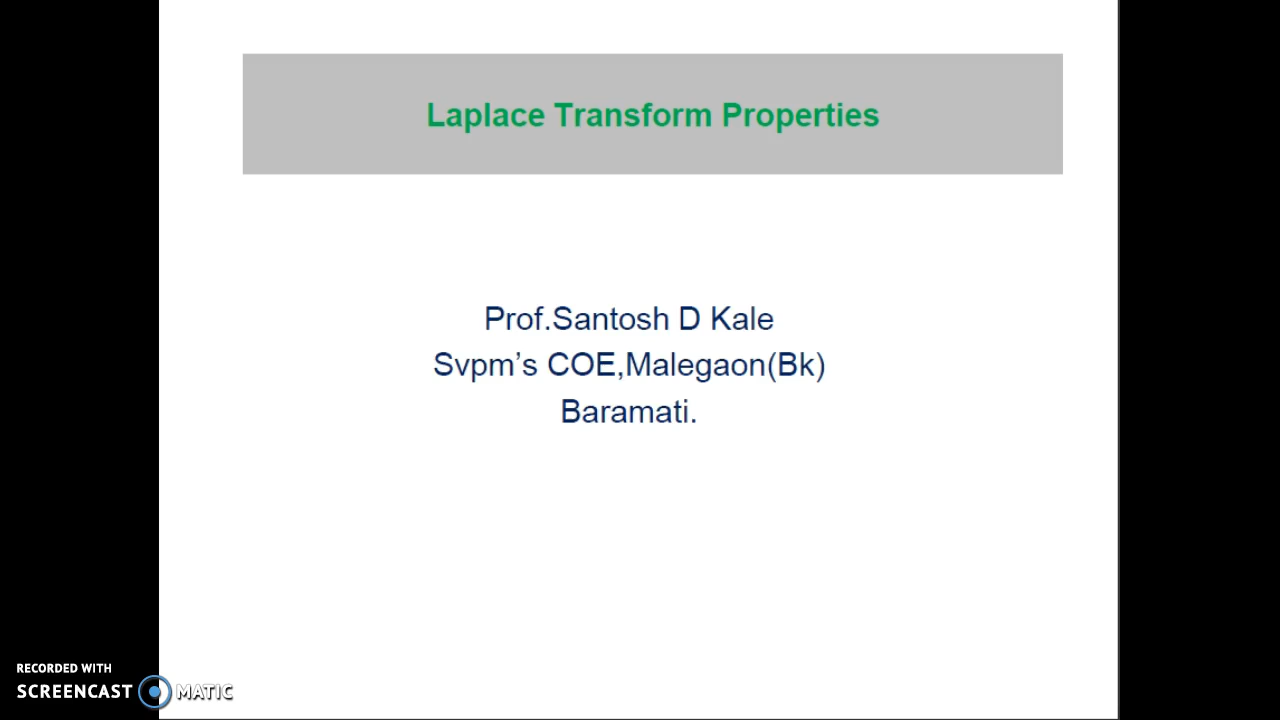 Laplace Transform Properties
Prof.Santosh D Kale
Svpm's COE,Malegaon(Bk)
Baramati.
RECORDED WITH
SCREENCAST MATIC